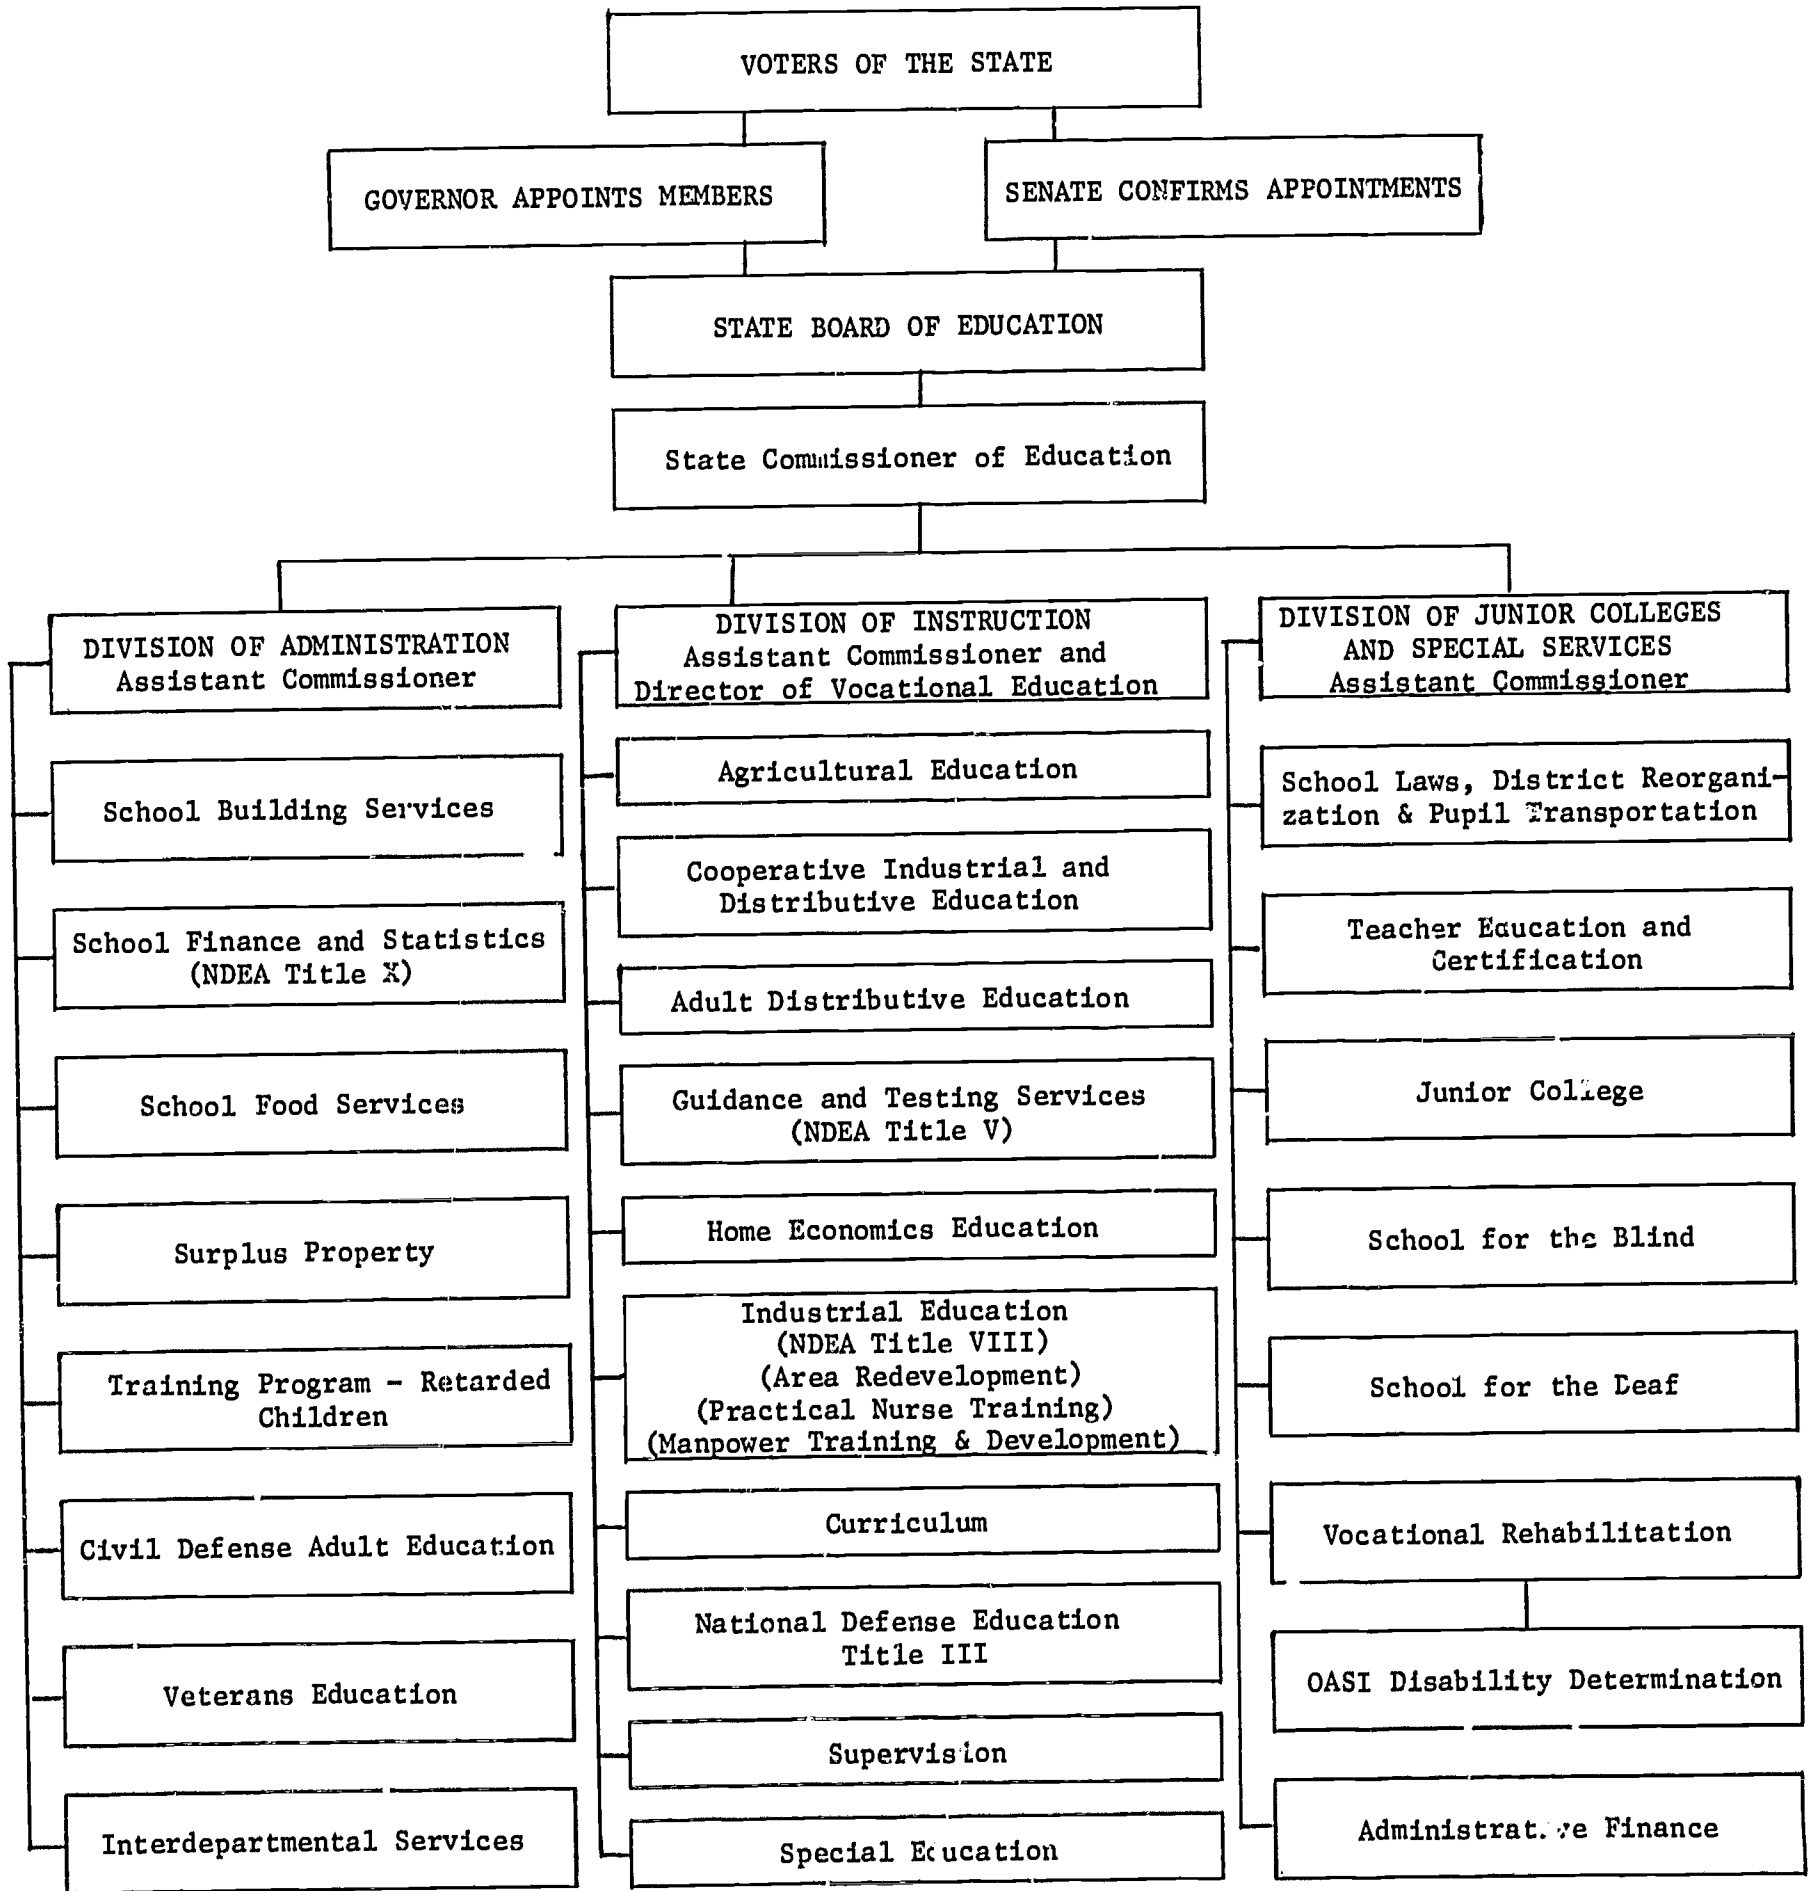 VOTERS OF THE STATE
GOVERNOR APPOINTS MEMBERS
SENATE CONFIRMS APPOINTMENTS
STATE BOARD OF EDUCATION
State Commissioner of Education
DIVISION OF ADMINISTRATION
Assistant Commissioner
School Building Services
School Finance and Statistics
(NDEA Title X)
School Food Services
Surplus Property
Training Program - Retarded
Children
Civil Defense Adult Education
Veterans Education
Interdepartmental Services
DIVISION OF INSTRUCTION
Assistant Commissioner and
Director of Vocational Education
Agricultural Education
Cooperative Industrial and
Distributive Education
Adult Distributive Education
Guidance and Testing Services
(NDEA Title V)
Home Economics Education
Industrial Education
(NDEA Title VIII)
(Area Redevelopment)
(Practical Nurse Training)
(Manpower Training & Development)
Curriculum
National Defense Education
Title III
Supervision
Special Education
DIVISION OF JUNIOR COLLEGES
AND SPECIAL SERVICES
Assistant Commissioner
School Laws, District Reorgani-
zation & Pupil Transportation
Teacher Education and
Certification
Junior College
School for the Blind
School for the Deaf
Vocational Rehabilitation
OASI Disability Determination
Administrative Finance